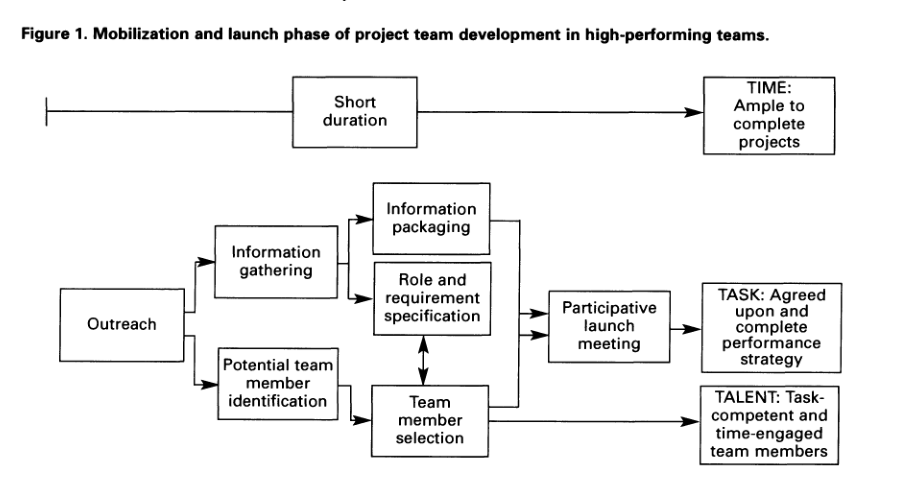 Figure 1. Mobilization and launch phase of project team development in high-performing teams.
Short
duration
TIME:
Ample to
complete
projects
Information
packaging
Information
gathering
Role and
requirement
specification
Outreach
Participative
launch
meeting
TASK: Agreed
upon and
complete
performance
strategy
Potential team
member
identification
Team
member
selection
TALENT: Task-
competent and
time-engaged
team members